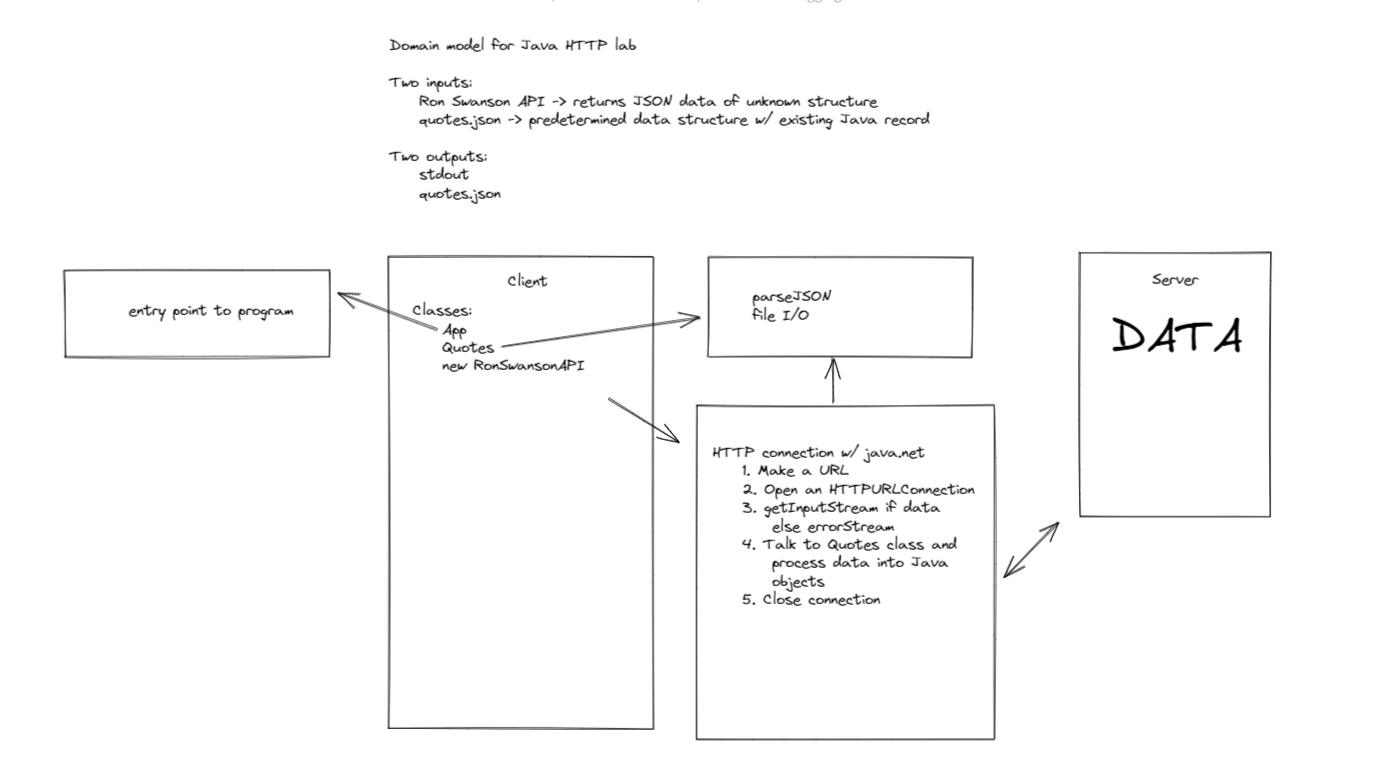 Domain model for Java HTTP lab
Two inputs:
Ron Swanson API -> returns JSON data of unknown structure
quotes.json -> predetermined data structure w/ existing Java record
Two outputs:
stdout
quotes.json
entry point to program
Client
Classes:
App
Quotes
new RonSwansonAPI
parseJSON
file I/O
HTTP connection w/ java.net
1. Make a URL
2. Open an HTTPURLConnection
3. getInputStream if data
else errorStream
4. Talk to Quotes class and
process data into Java
objects
5. Close connection
Server
DATA